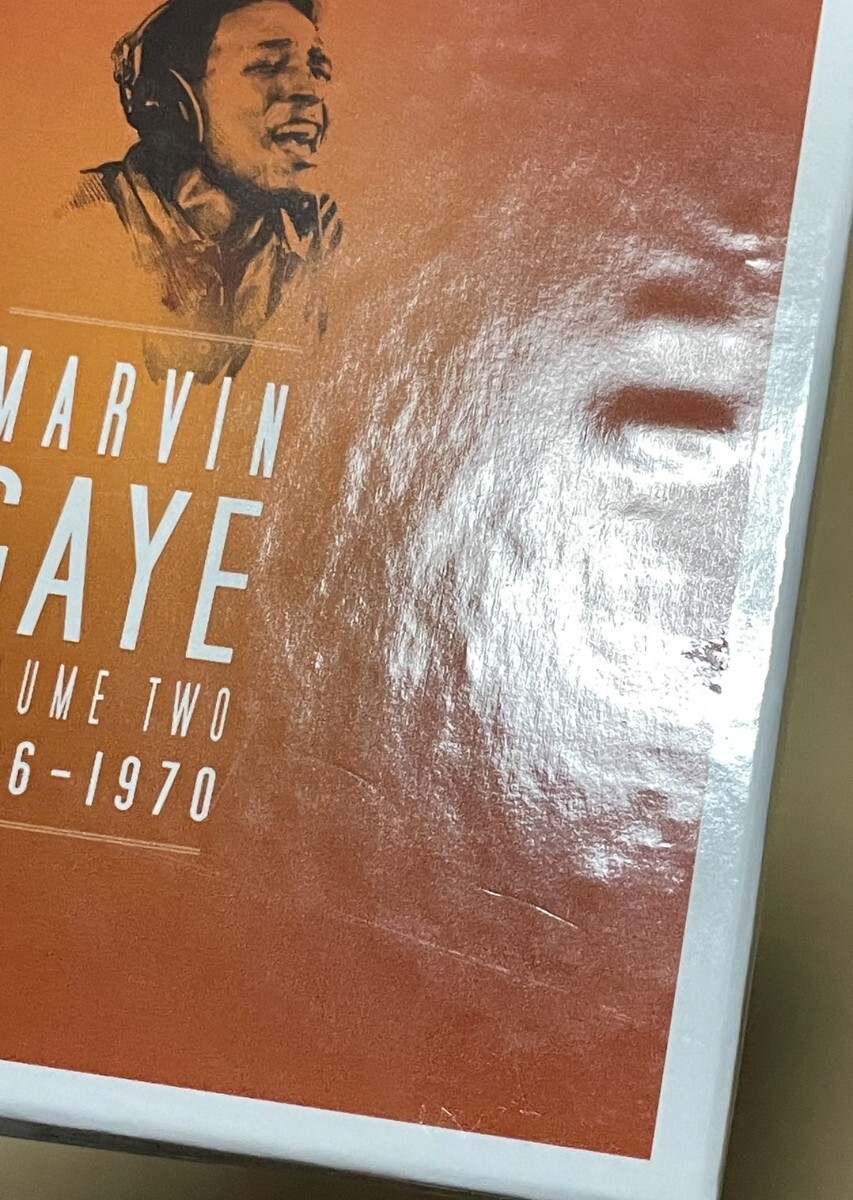 MARVIN
GAYE
UME TWO
6-1970